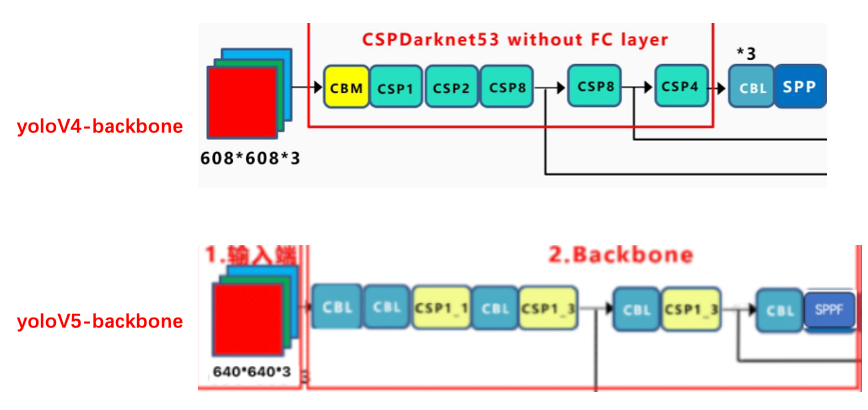 CSPDarknet53 without FC layer
*3
CBM CSP1 CSP2 CSP8 CSP8 CSP4 CBL SPP
yoloV4-backbone
608*608*3
1.输入端 2.Backbone
CBL CBL CSP1_1 CBL CSP1_3 CBL CSP1_3 CBL SPPF
yoloV5-backbone
640*640*3
3